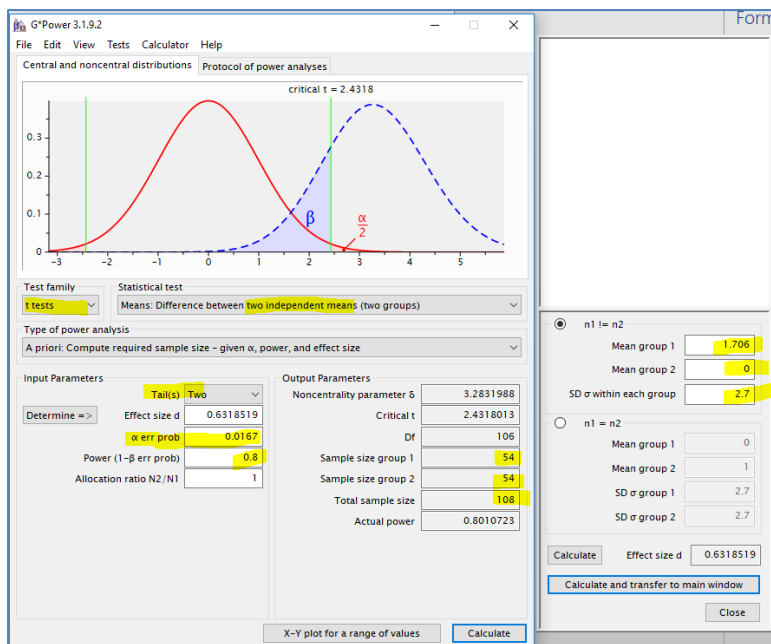 G*Power 3.1.9.2
File Edit View Tests Calculator Help
Central and noncentral distributions Protocol of power analyses
critical t = 2.4318
0.3
0.2
0.1
0
β
α
2
-3 -2 -1 0 1 2 3 4 5
Test family Statistical test
t tests Means: Difference between two independent means (two groups)
Type of power analysis
A priori: Compute required sample size – given α, power, and effect size
Input Parameters Output Parameters
Tail(s) Two Noncentrality parameter δ 3.2831988
Determine => Effect size d 0.6318519 Critical t 2.4318013
α err prob 0.0167 Df 106
Power (1-β err prob) 0.8 Sample size group 1 54
Allocation ratio N2/N1 1 Sample size group 2 54
Total sample size 108
Actual power 0.8010723
X-Y plot for a range of values Calculate
Form
n1 != n2
Mean group 1 1.706
Mean group 2 0
SD σ within each group 2.7
n1 = n2
Mean group 1 0
Mean group 2 1
SD σ group 1 2.7
SD σ group 2 2.7
Calculate Effect size d 0.6318519
Calculate and transfer to main window
Close